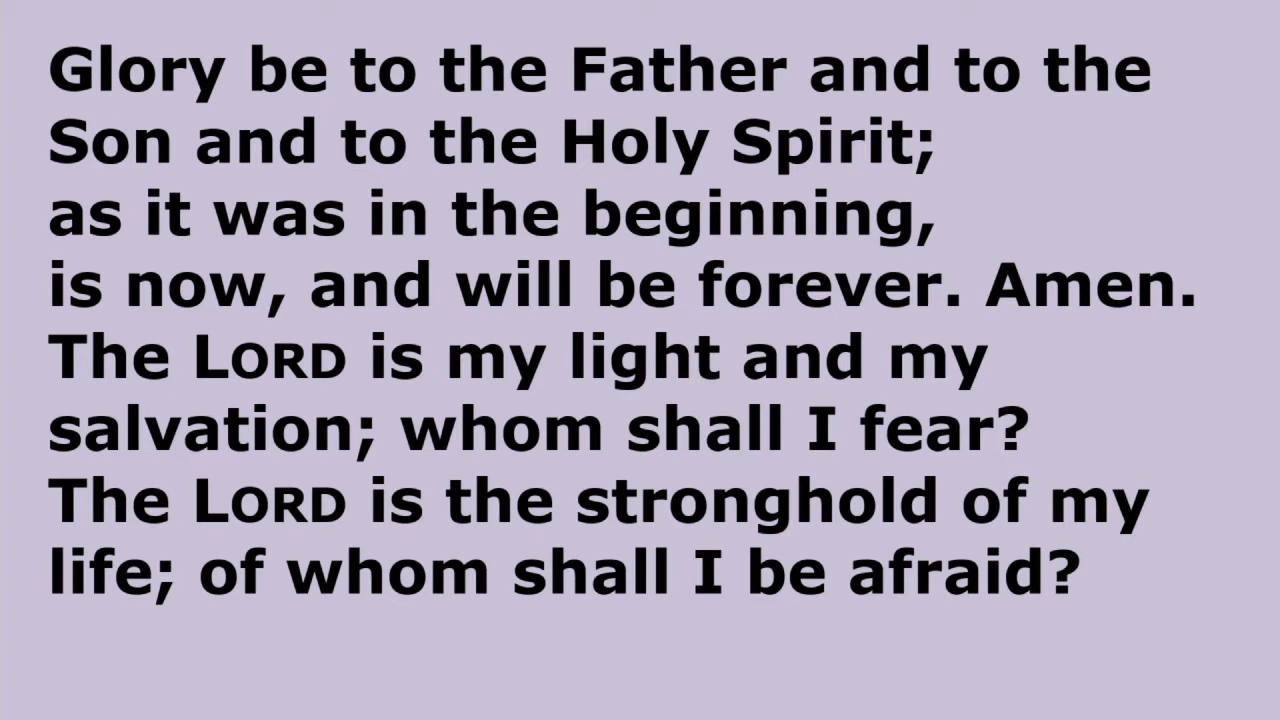 Glory be to the Father and to the
Son and to the Holy Spirit;
as it was in the beginning,
is now, and will be forever. Amen.
The LORD is my light and my
salvation; whom shall I fear?
The LORD is the stronghold of my
life; of whom shall I be afraid?